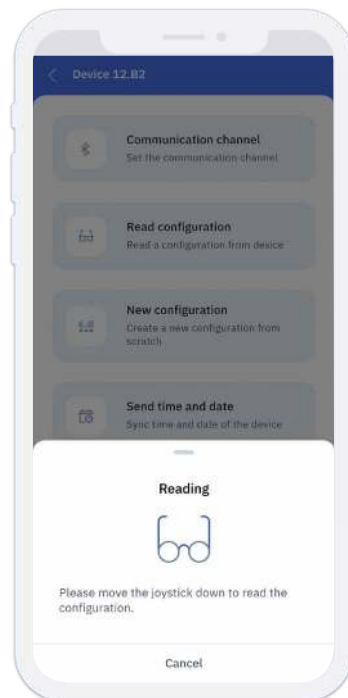 Device 12.B2
Communication channel
Set the communication channel
Read configuration
Read a configuration from device
New configuration
Create a new configuration from
scratch
Send time and date
Sync time and date of the device
Reading
Please move the joystick down to read the
configuration.
Cancel